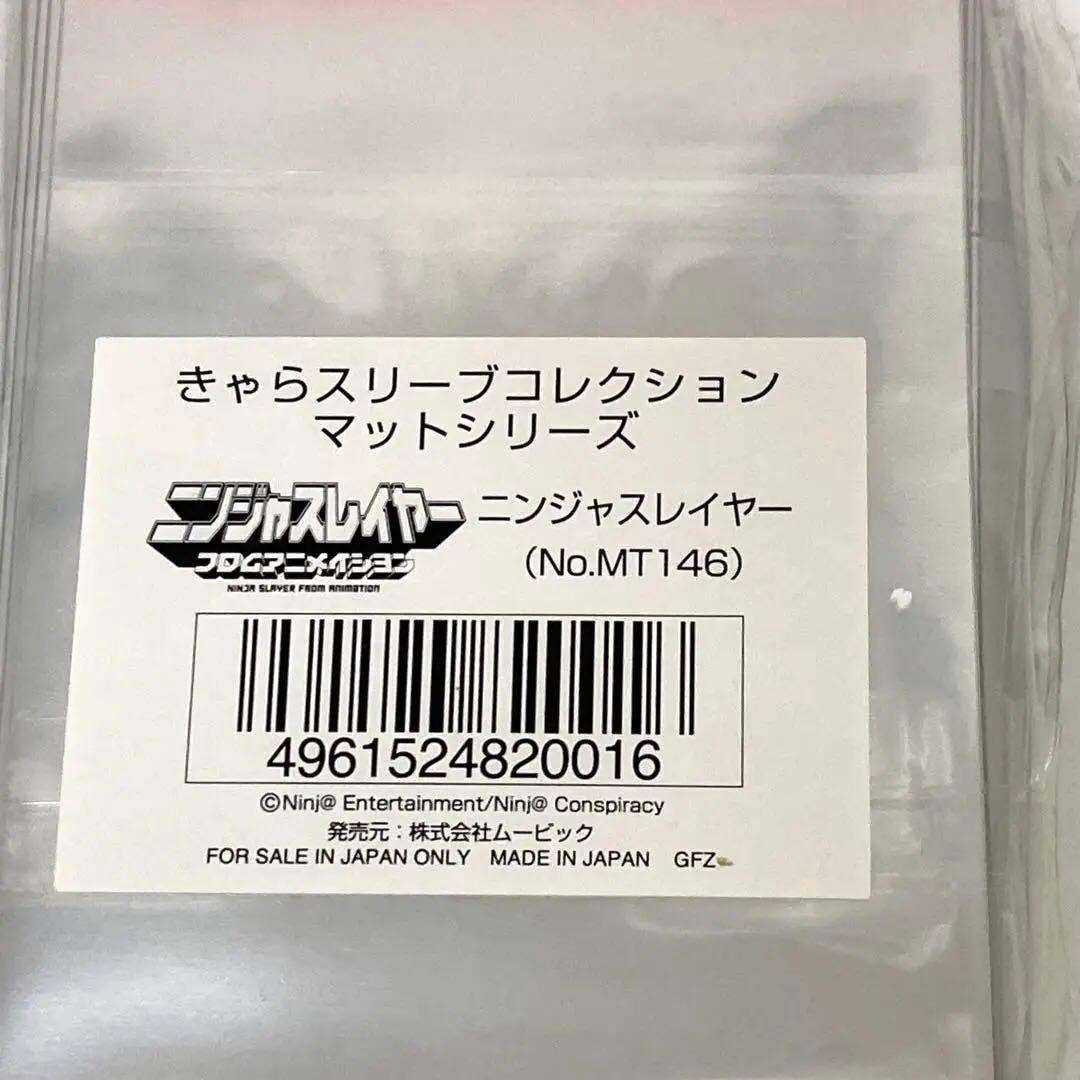 きゃらスリーブコレクション
マットシリーズ
ニンジャスレイヤー
フロムアニメイシヨン
NINJA SLAYER FROM ANIMATION
ニンジャスレイヤー
（No.MT146）
4961524820016
©Ninj@ Entertainment/Ninj@ Conspiracy
発売元：株式会社ムービック
FOR SALE IN JAPAN ONLY MADE IN JAPAN GFZ